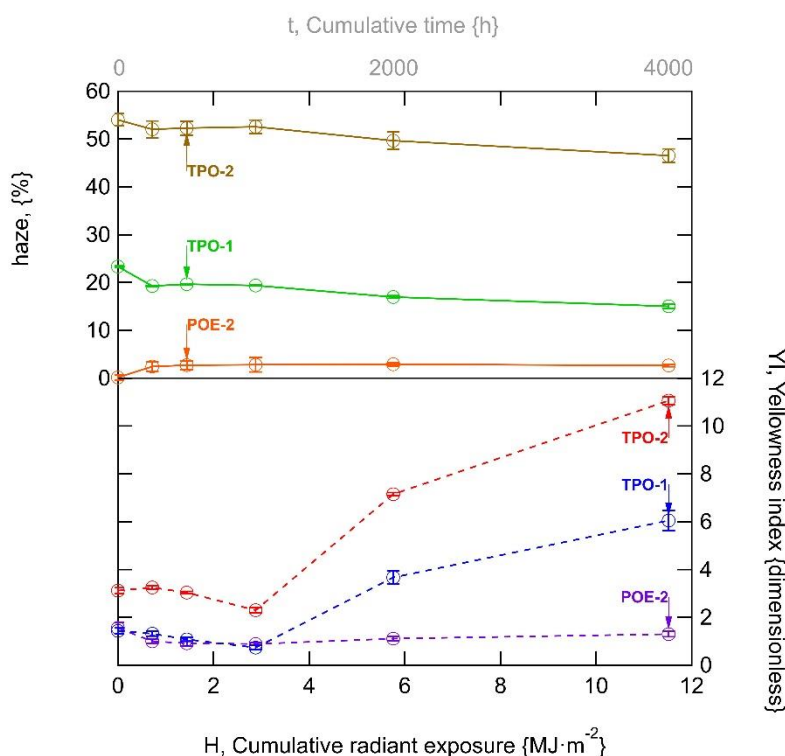 t, Cumulative time {h}
0 2000 4000
60
50
40
30
20
10
0
haze, {%}
TPO-2
TPO-1
POE-2
12
10
8
6
4
2
0
YI, Yellowness index {dimensionless}
TPO-2
TPO-1
POE-2
0 2 4 6 8 10 12
H, Cumulative radiant exposure {MJ·m⁻²}